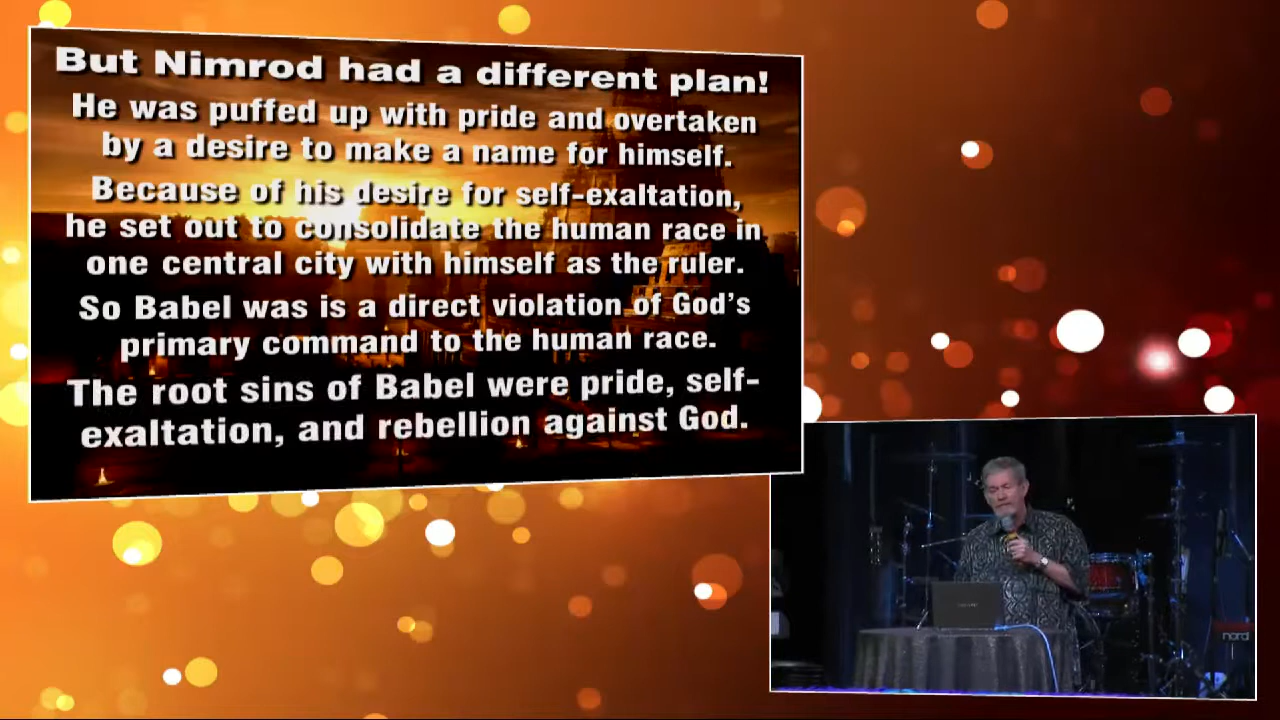 But Nimrod had a different plan!
He was puffed up with pride and overtaken
by a desire to make a name for himself.
Because of his desire for self-exaltation,
he set out to consolidate the human race in
one central city with himself as the ruler.
So Babel was is a direct violation of God's
primary command to the human race.
The root sins of Babel were pride, self-
exaltation, and rebellion against God.
nord